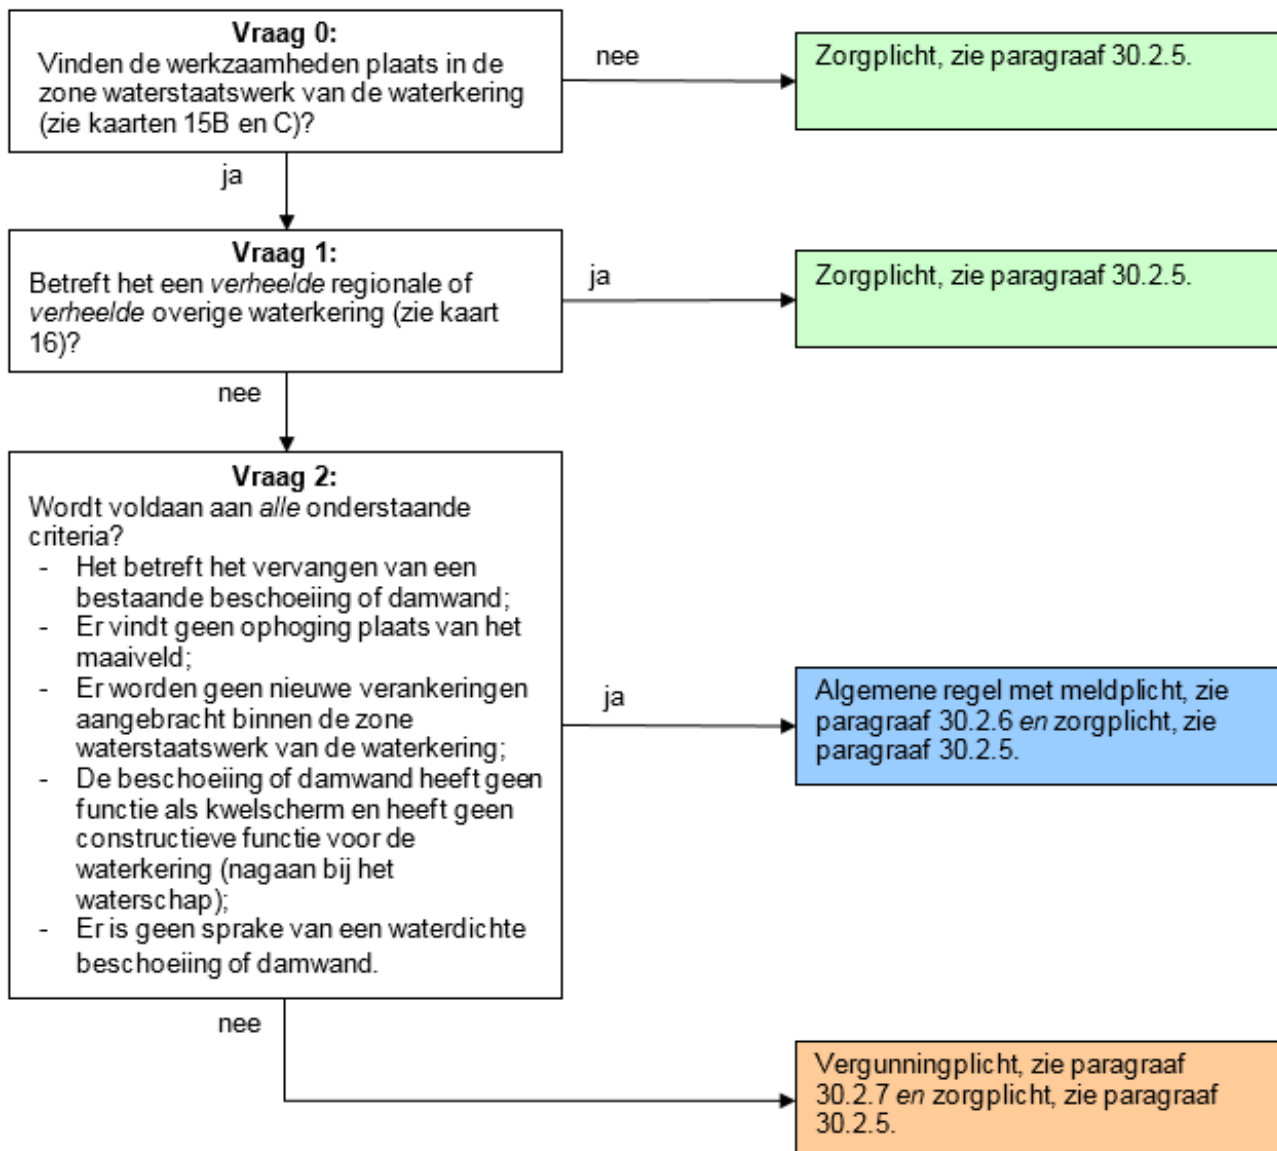 Vraag 0:
Vinden de werkzaamheden plaats in de
zone waterstaatswerk van de waterkering
(zie kaarten 15B en C)?
nee
Zorgplicht, zie paragraaf 30.2.5.
ja
Vraag 1:
Betreft het een verheelde regionale of
verheelde overige waterkering (zie kaart
16)?
ja
Zorgplicht, zie paragraaf 30.2.5.
nee
Vraag 2:
Wordt voldaan aan alle onderstaande
criteria?
- Het betreft het vervangen van een
bestaande beschoeiing of damwand;
- Er vindt geen ophoging plaats van het
maaiveld;
- Er worden geen nieuwe verankeringen
aangebracht binnen de zone
waterstaatswerk van de waterkering;
- De beschoeiing of damwand heeft geen
functie als kwelscherm en heeft geen
constructieve functie voor de
waterkering (nagaan bij het
waterschap);
- Er is geen sprake van een waterdichte
beschoeiing of damwand.
ja
Algemene regel met meldplicht, zie
paragraaf 30.2.6 en zorgplicht, zie
paragraaf 30.2.5.
nee
Vergunningplicht, zie paragraaf
30.2.7 en zorgplicht, zie paragraaf
30.2.5.